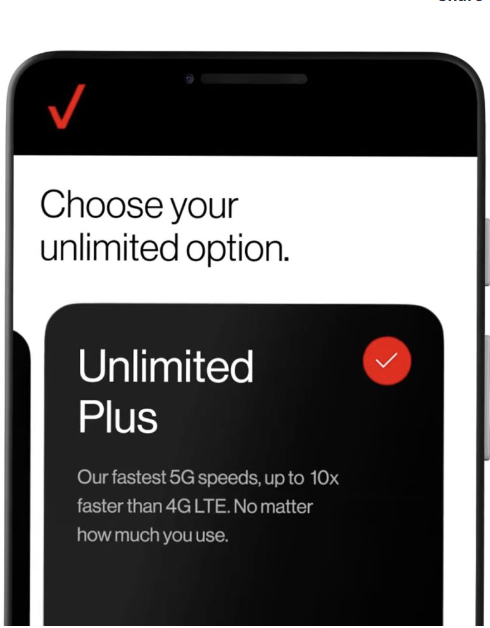 Choose your
unlimited option.
Unlimited
Plus
Our fastest 5G speeds, up to 10x
faster than 4G LTE. No matter
how much you use.